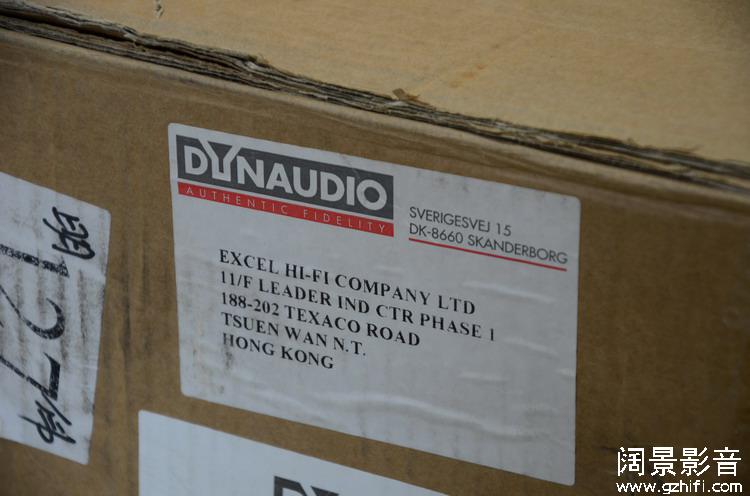 DYNAUDIO
AUTHENTIC FIDELITY
SVERIGESVEJ 15
DK-8660 SKANDERBORG
EXCEL HI-FI COMPANY LTD
11/F LEADER IND CTR PHASE 1
188-202 TEXACO ROAD
TSUEN WAN N.T.
HONG KONG
阔景影音
www.gzhifi.com